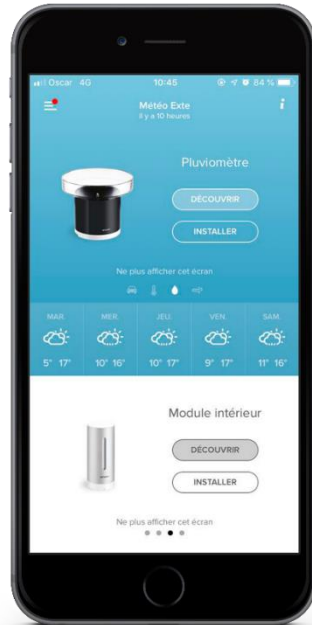 Oscar 4G 10:45 84 %
Météo Exte
il y a 10 heures
Pluviomètre
DÉCOUVRIR
INSTALLER
Ne plus afficher cet écran
MAR. MER. JEU. VEN. SAM.
5° 17° 10° 16° 10° 17° 9° 17° 11° 16°
Module intérieur
DÉCOUVRIR
INSTALLER
Ne plus afficher cet écran